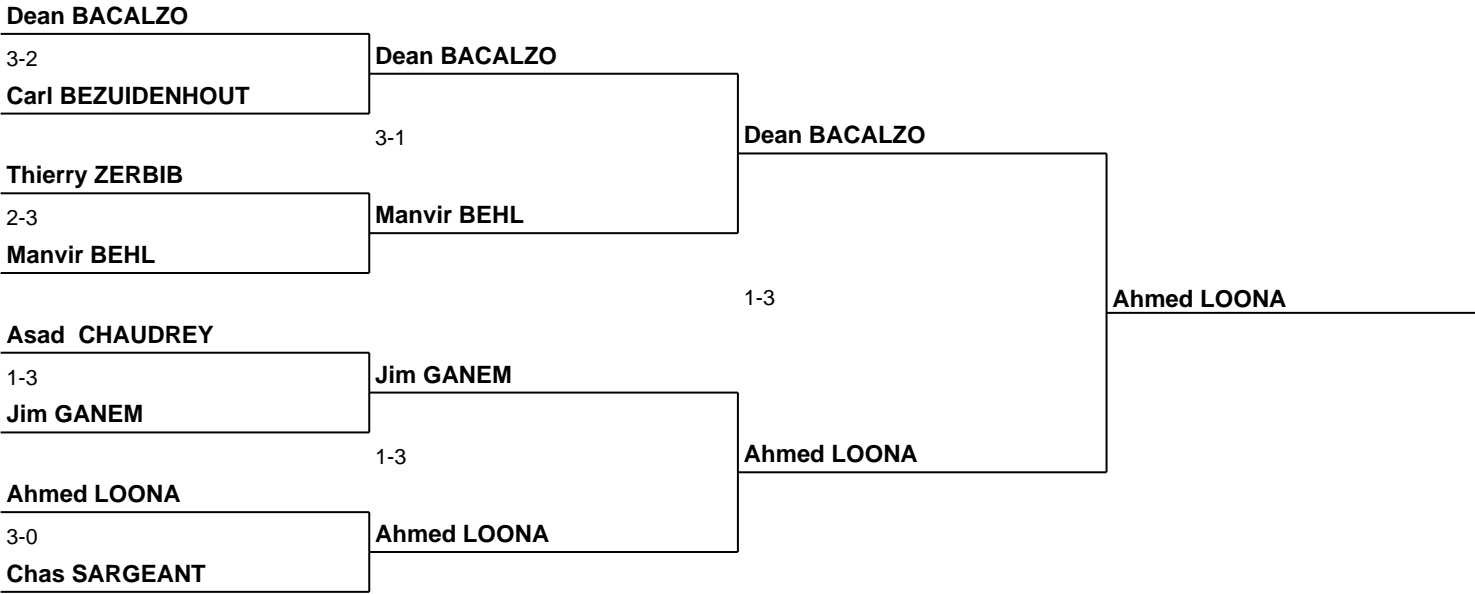 Dean BACALZO
3-2
Carl BEZUIDENHOUT
Thierry ZERBIB
2-3
Manvir BEHL
Asad  CHAUDREY
1-3
Jim GANEM
Ahmed LOONA
3-0
Chas SARGEANT
Dean BACALZO
3-1
Manvir BEHL
Jim GANEM
1-3
Ahmed LOONA
Dean BACALZO
1-3
Ahmed LOONA
Ahmed LOONA